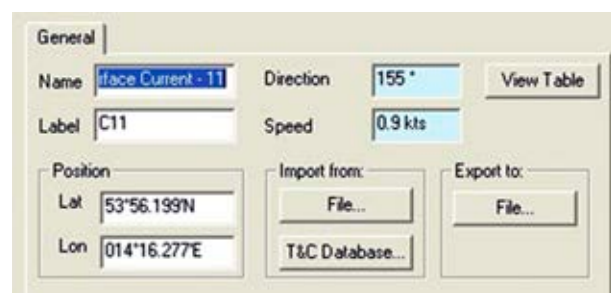 General
Name rface Current - 11 Direction 155 ° View Table
Label C11 Speed 0.9 kts
Position Import from: Export to:
Lat 53°56.199'N File... File...
Lon 014°16.277'E T&C Database...